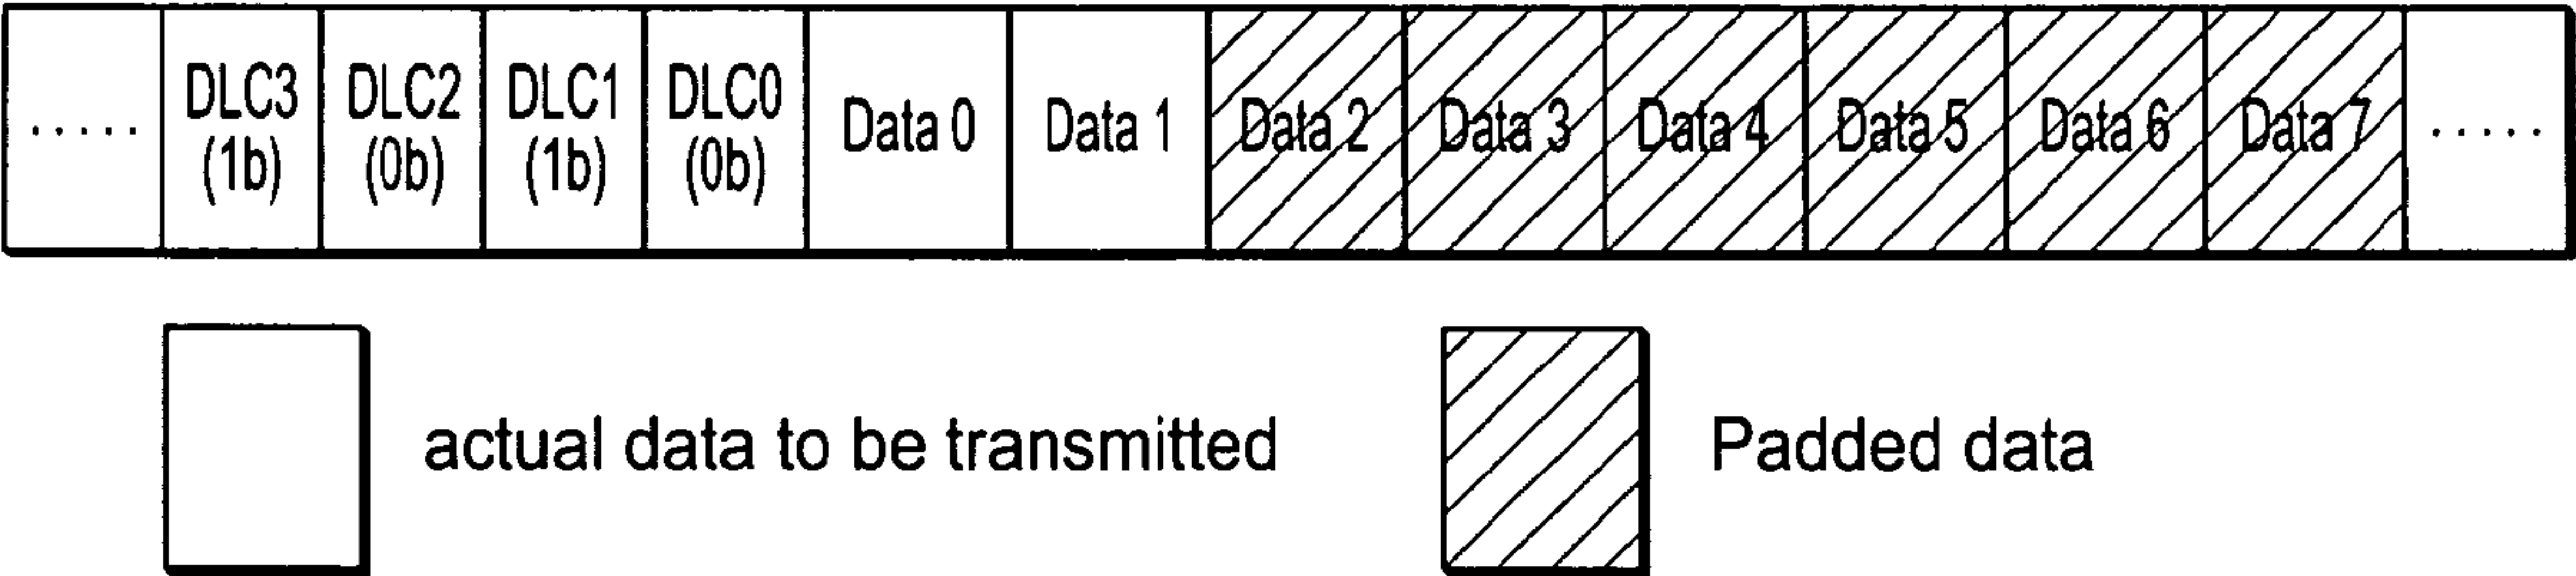 ..... DLC3 DLC2 DLC1 DLC0 Data 0 Data 1 Data 2 Data 3 Data 4 Data 5 Data 6 Data 7 .....
(1b) (0b) (1b) (0b)
actual data to be transmitted Padded data